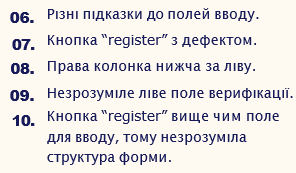 06. Різні підказки до полей вводу.
07. Кнопка “register” з дефектом.
08. Права колонка нижча за ліву.
09. Незрозуміле ліве поле верифікації.
10. Кнопка “register” вище чим поле
для вводу, тому незрозуміла
структура форми.